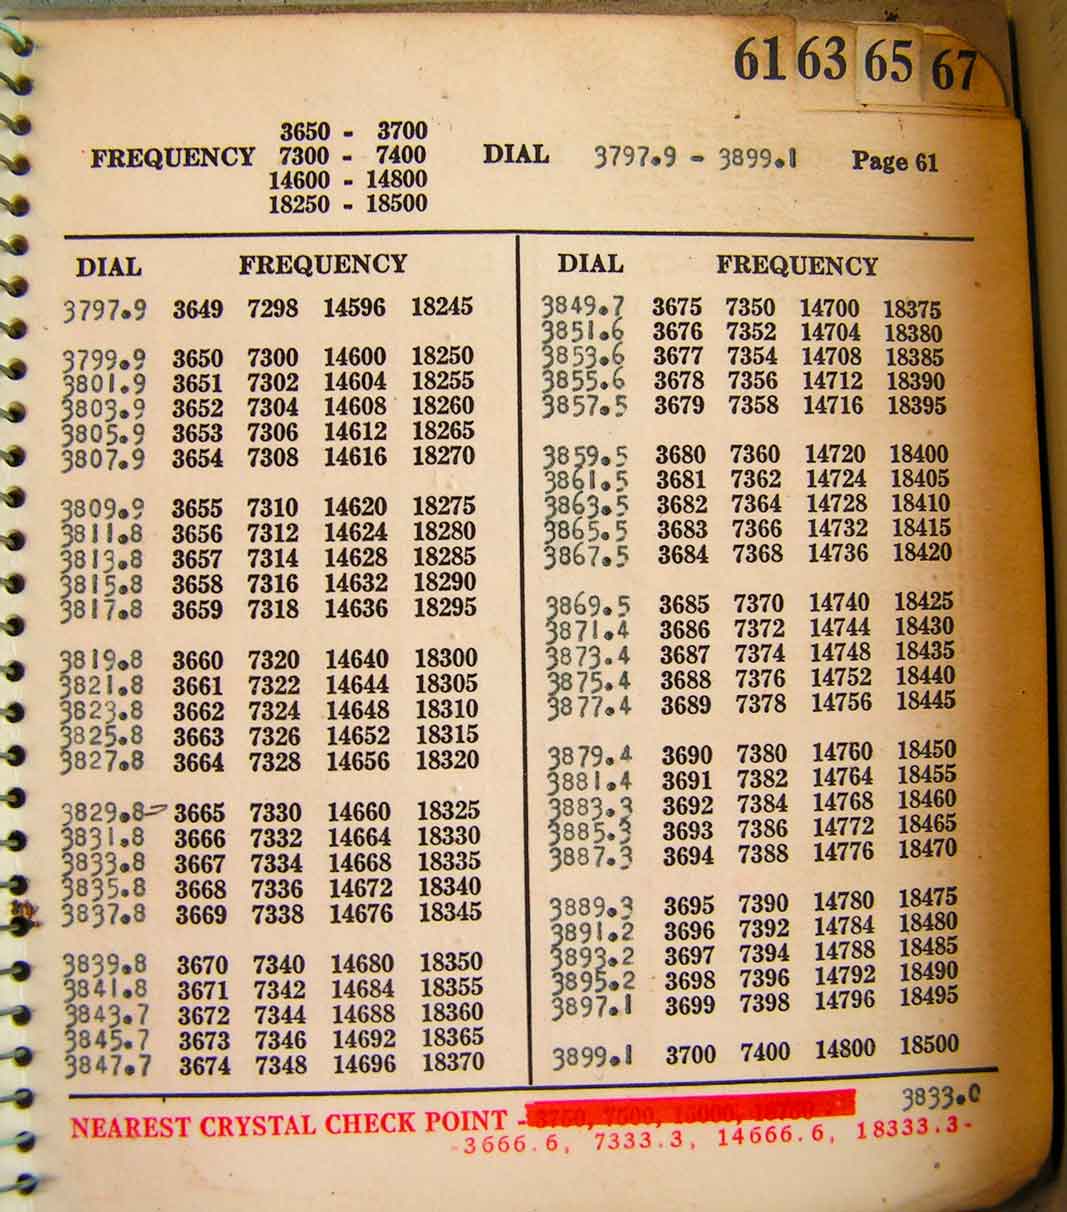 61 63 65 67
3650 - 3700
FREQUENCY 7300 - 7400 DIAL 3797.9 - 3899.1 Page 61
14600 - 14800
18250 - 18500
DIAL FREQUENCY DIAL FREQUENCY
3797.9 3649 7298 14596 18245
3799.9 3650 7300 14600 18250
3801.9 3651 7302 14604 18255
3803.9 3652 7304 14608 18260
3805.9 3653 7306 14612 18265
3807.9 3654 7308 14616 18270
3809.9 3655 7310 14620 18275
3811.8 3656 7312 14624 18280
3813.8 3657 7314 14628 18285
3815.8 3658 7316 14632 18290
3817.8 3659 7318 14636 18295
3819.8 3660 7320 14640 18300
3821.8 3661 7322 14644 18305
3823.8 3662 7324 14648 18310
3825.8 3663 7326 14652 18315
3827.8 3664 7328 14656 18320
3829.8 3665 7330 14660 18325
3831.8 3666 7332 14664 18330
3833.8 3667 7334 14668 18335
3835.8 3668 7336 14672 18340
3837.8 3669 7338 14676 18345
3839.8 3670 7340 14680 18350
3841.8 3671 7342 14684 18355
3843.7 3672 7344 14688 18360
3845.7 3673 7346 14692 18365
3847.7 3674 7348 14696 18370
3849.7 3675 7350 14700 18375
3851.6 3676 7352 14704 18380
3853.6 3677 7354 14708 18385
3855.6 3678 7356 14712 18390
3857.5 3679 7358 14716 18395
3859.5 3680 7360 14720 18400
3861.5 3681 7362 14724 18405
3863.5 3682 7364 14728 18410
3865.5 3683 7366 14732 18415
3867.5 3684 7368 14736 18420
3869.5 3685 7370 14740 18425
3871.4 3686 7372 14744 18430
3873.4 3687 7374 14748 18435
3875.4 3688 7376 14752 18440
3877.4 3689 7378 14756 18445
3879.4 3690 7380 14760 18450
3881.4 3691 7382 14764 18455
3883.3 3692 7384 14768 18460
3885.3 3693 7386 14772 18465
3887.3 3694 7388 14776 18470
3889.3 3695 7390 14780 18475
3891.2 3696 7392 14784 18480
3893.2 3697 7394 14788 18485
3895.2 3698 7396 14792 18490
3897.1 3699 7398 14796 18495
3899.1 3700 7400 14800 18500
NEAREST CRYSTAL CHECK POINT - 3750, 7500, 15000, 18750 3833.0
-3666.6, 7333.3, 14666.6, 18333.3-